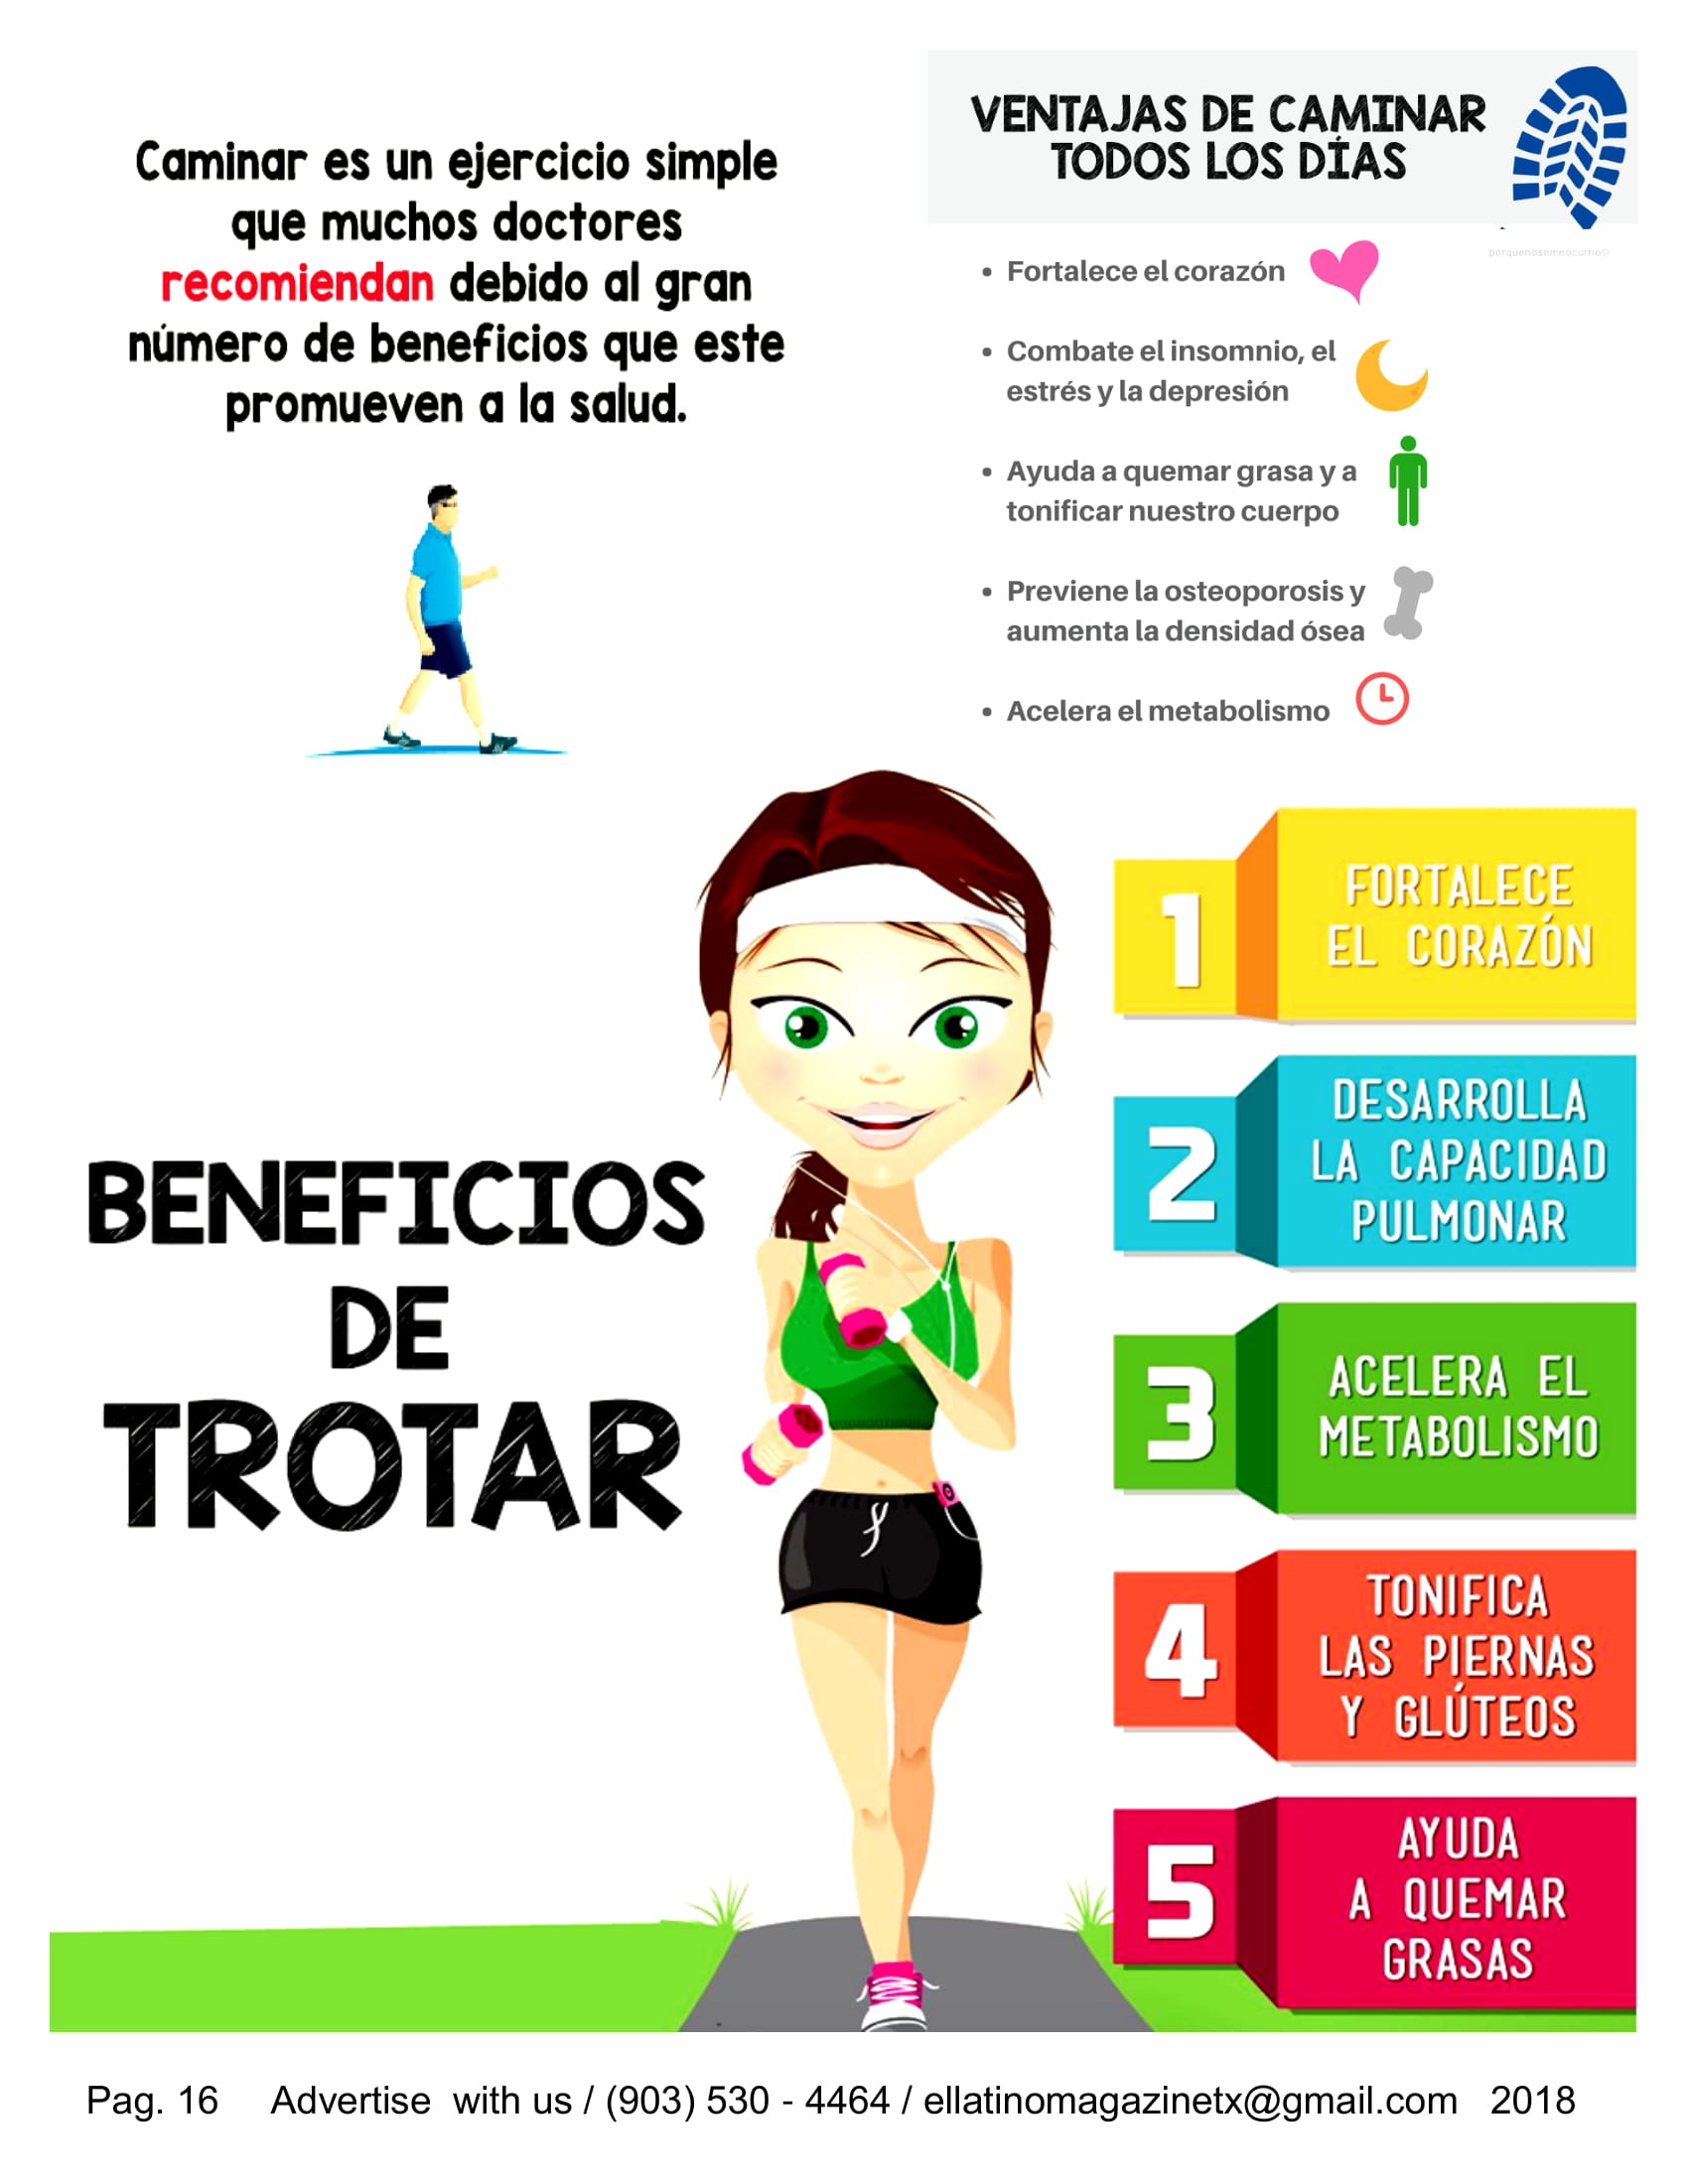 Caminar es un ejercicio simple
que muchos doctores
recomiendan debido al gran
número de beneficios que este
promueven a la salud.
VENTAJAS DE CAMINAR
TODOS LOS DÍAS
porquenosemeocurrio©
• Fortalece el corazón
• Combate el insomnio, el
estrés y la depresión
• Ayuda a quemar grasa y a
tonificar nuestro cuerpo
• Previene la osteoporosis y
aumenta la densidad ósea
• Acelera el metabolismo
BENEFICIOS
DE
TROTAR
1
FORTALECE
EL CORAZÓN
2
DESARROLLA
LA CAPACIDAD
PULMONAR
3
ACELERA EL
METABOLISMO
4
TONIFICA
LAS PIERNAS
Y GLÚTEOS
5
AYUDA
A QUEMAR
GRASAS
Pag. 16 Advertise with us / (903) 530 - 4464 / ellatinomagazinetx@gmail.com 2018